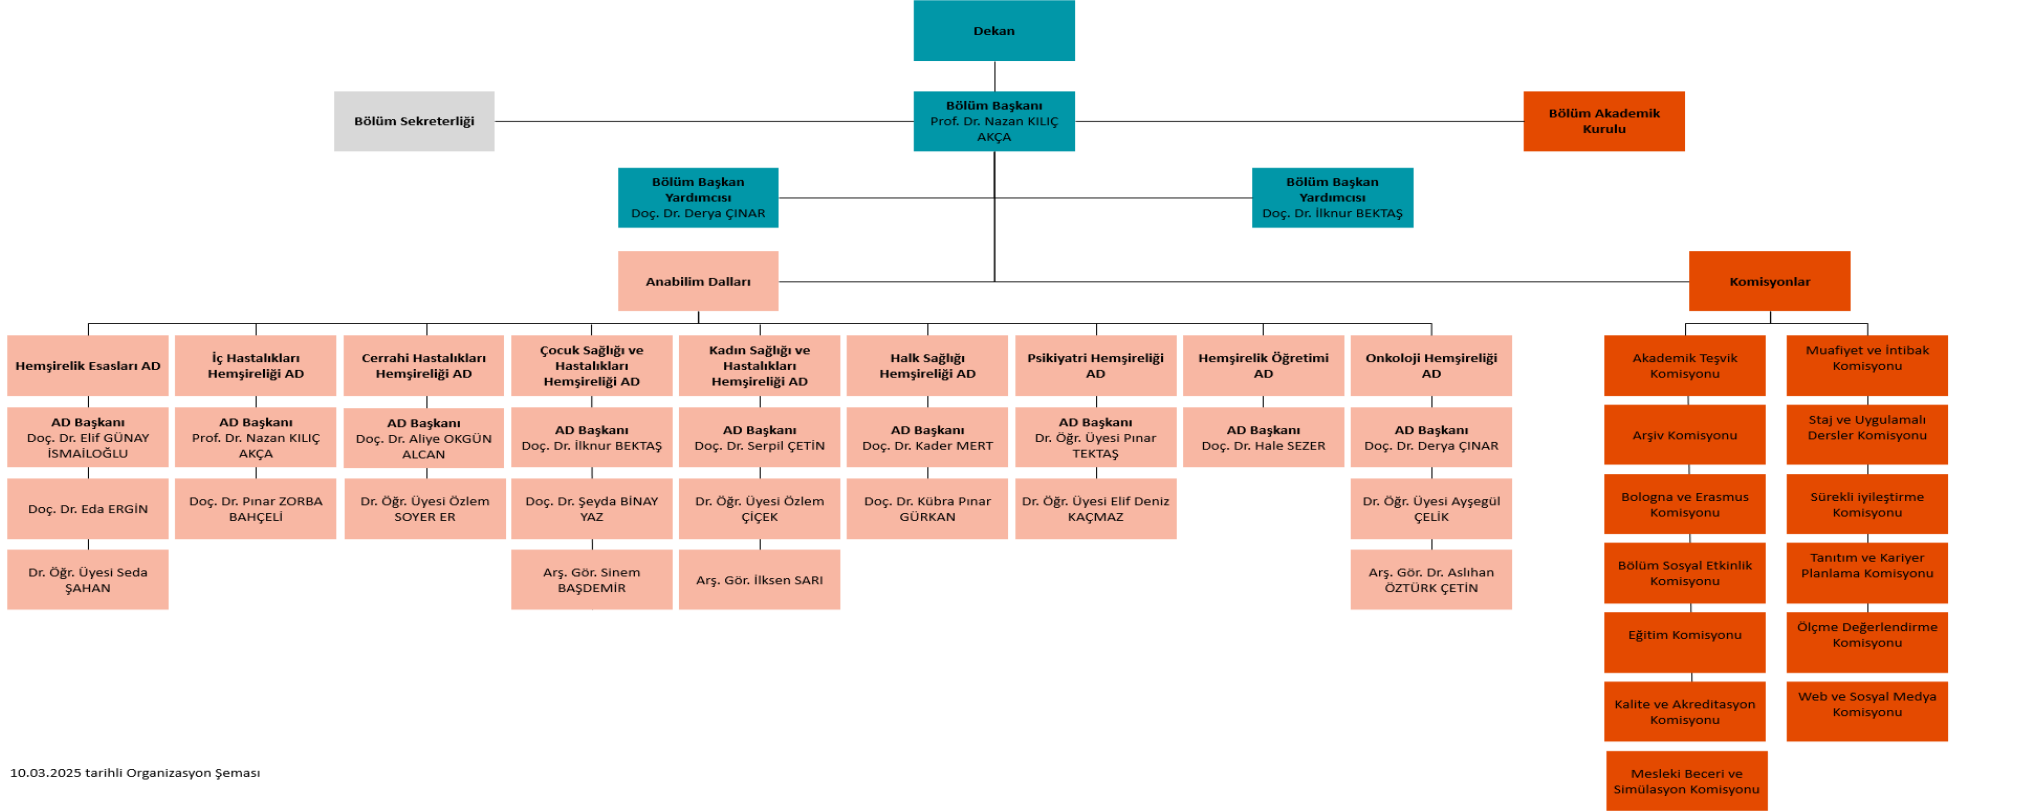 Dekan
Bölüm Sekreterliği
Bölüm Başkanı
Prof. Dr. Nazan KILIÇ
AKÇA
Bölüm Akademik
Kurulu
Bölüm Başkan
Yardımcısı
Doç. Dr. Derya ÇINAR
Bölüm Başkan
Yardımcısı
Doç. Dr. İlknur BEKTAŞ
Anabilim Dalları
Komisyonlar
Hemşirelik Esasları AD
AD Başkanı
Doç. Dr. Elif GÜNAY
İSMAİLOĞLU
Doç. Dr. Eda ERGİN
Dr. Öğr. Üyesi Seda
ŞAHAN
İç Hastalıkları
Hemşireliği AD
AD Başkanı
Prof. Dr. Nazan KILIÇ
AKÇA
Doç. Dr. Pınar ZORBA
BAHÇELİ
Cerrahi Hastalıkları
Hemşireliği AD
AD Başkanı
Doç. Dr. Aliye OKGÜN
ALCAN
Dr. Öğr. Üyesi Özlem
SOYER ER
Çocuk Sağlığı ve
Hastalıkları
Hemşireliği AD
AD Başkanı
Doç. Dr. İlknur BEKTAŞ
Doç. Dr. Şeyda BİNAY
YAZ
Arş. Gör. Sinem
BAŞDEMİR
Kadın Sağlığı ve
Hastalıkları
Hemşireliği AD
AD Başkanı
Doç. Dr. Serpil ÇETİN
Dr. Öğr. Üyesi Özlem
ÇİÇEK
Arş. Gör. İlksen SARI
Halk Sağlığı
Hemşireliği AD
AD Başkanı
Doç. Dr. Kader MERT
Doç. Dr. Kübra Pınar
GÜRKAN
Psikiyatri Hemşireliği
AD
AD Başkanı
Dr. Öğr. Üyesi Pınar
TEKTAŞ
Dr. Öğr. Üyesi Elif Deniz
KAÇMAZ
Hemşirelik Öğretimi
AD
AD Başkanı
Doç. Dr. Hale SEZER
Onkoloji Hemşireliği
AD
AD Başkanı
Doç. Dr. Derya ÇINAR
Dr. Öğr. Üyesi Ayşegül
ÇELİK
Arş. Gör. Dr. Aslıhan
ÖZTÜRK ÇETİN
Akademik Teşvik
Komisyonu
Arşiv Komisyonu
Bologna ve Erasmus
Komisyonu
Bölüm Sosyal Etkinlik
Komisyonu
Eğitim Komisyonu
Kalite ve Akreditasyon
Komisyonu
Mesleki Beceri ve
Simülasyon Komisyonu
Muafiyet ve İntibak
Komisyonu
Staj ve Uygulamalı
Dersler Komisyonu
Sürekli iyileştirme
Komisyonu
Tanıtım ve Kariyer
Planlama Komisyonu
Ölçme Değerlendirme
Komisyonu
Web ve Sosyal Medya
Komisyonu
10.03.2025 tarihli Organizasyon Şeması